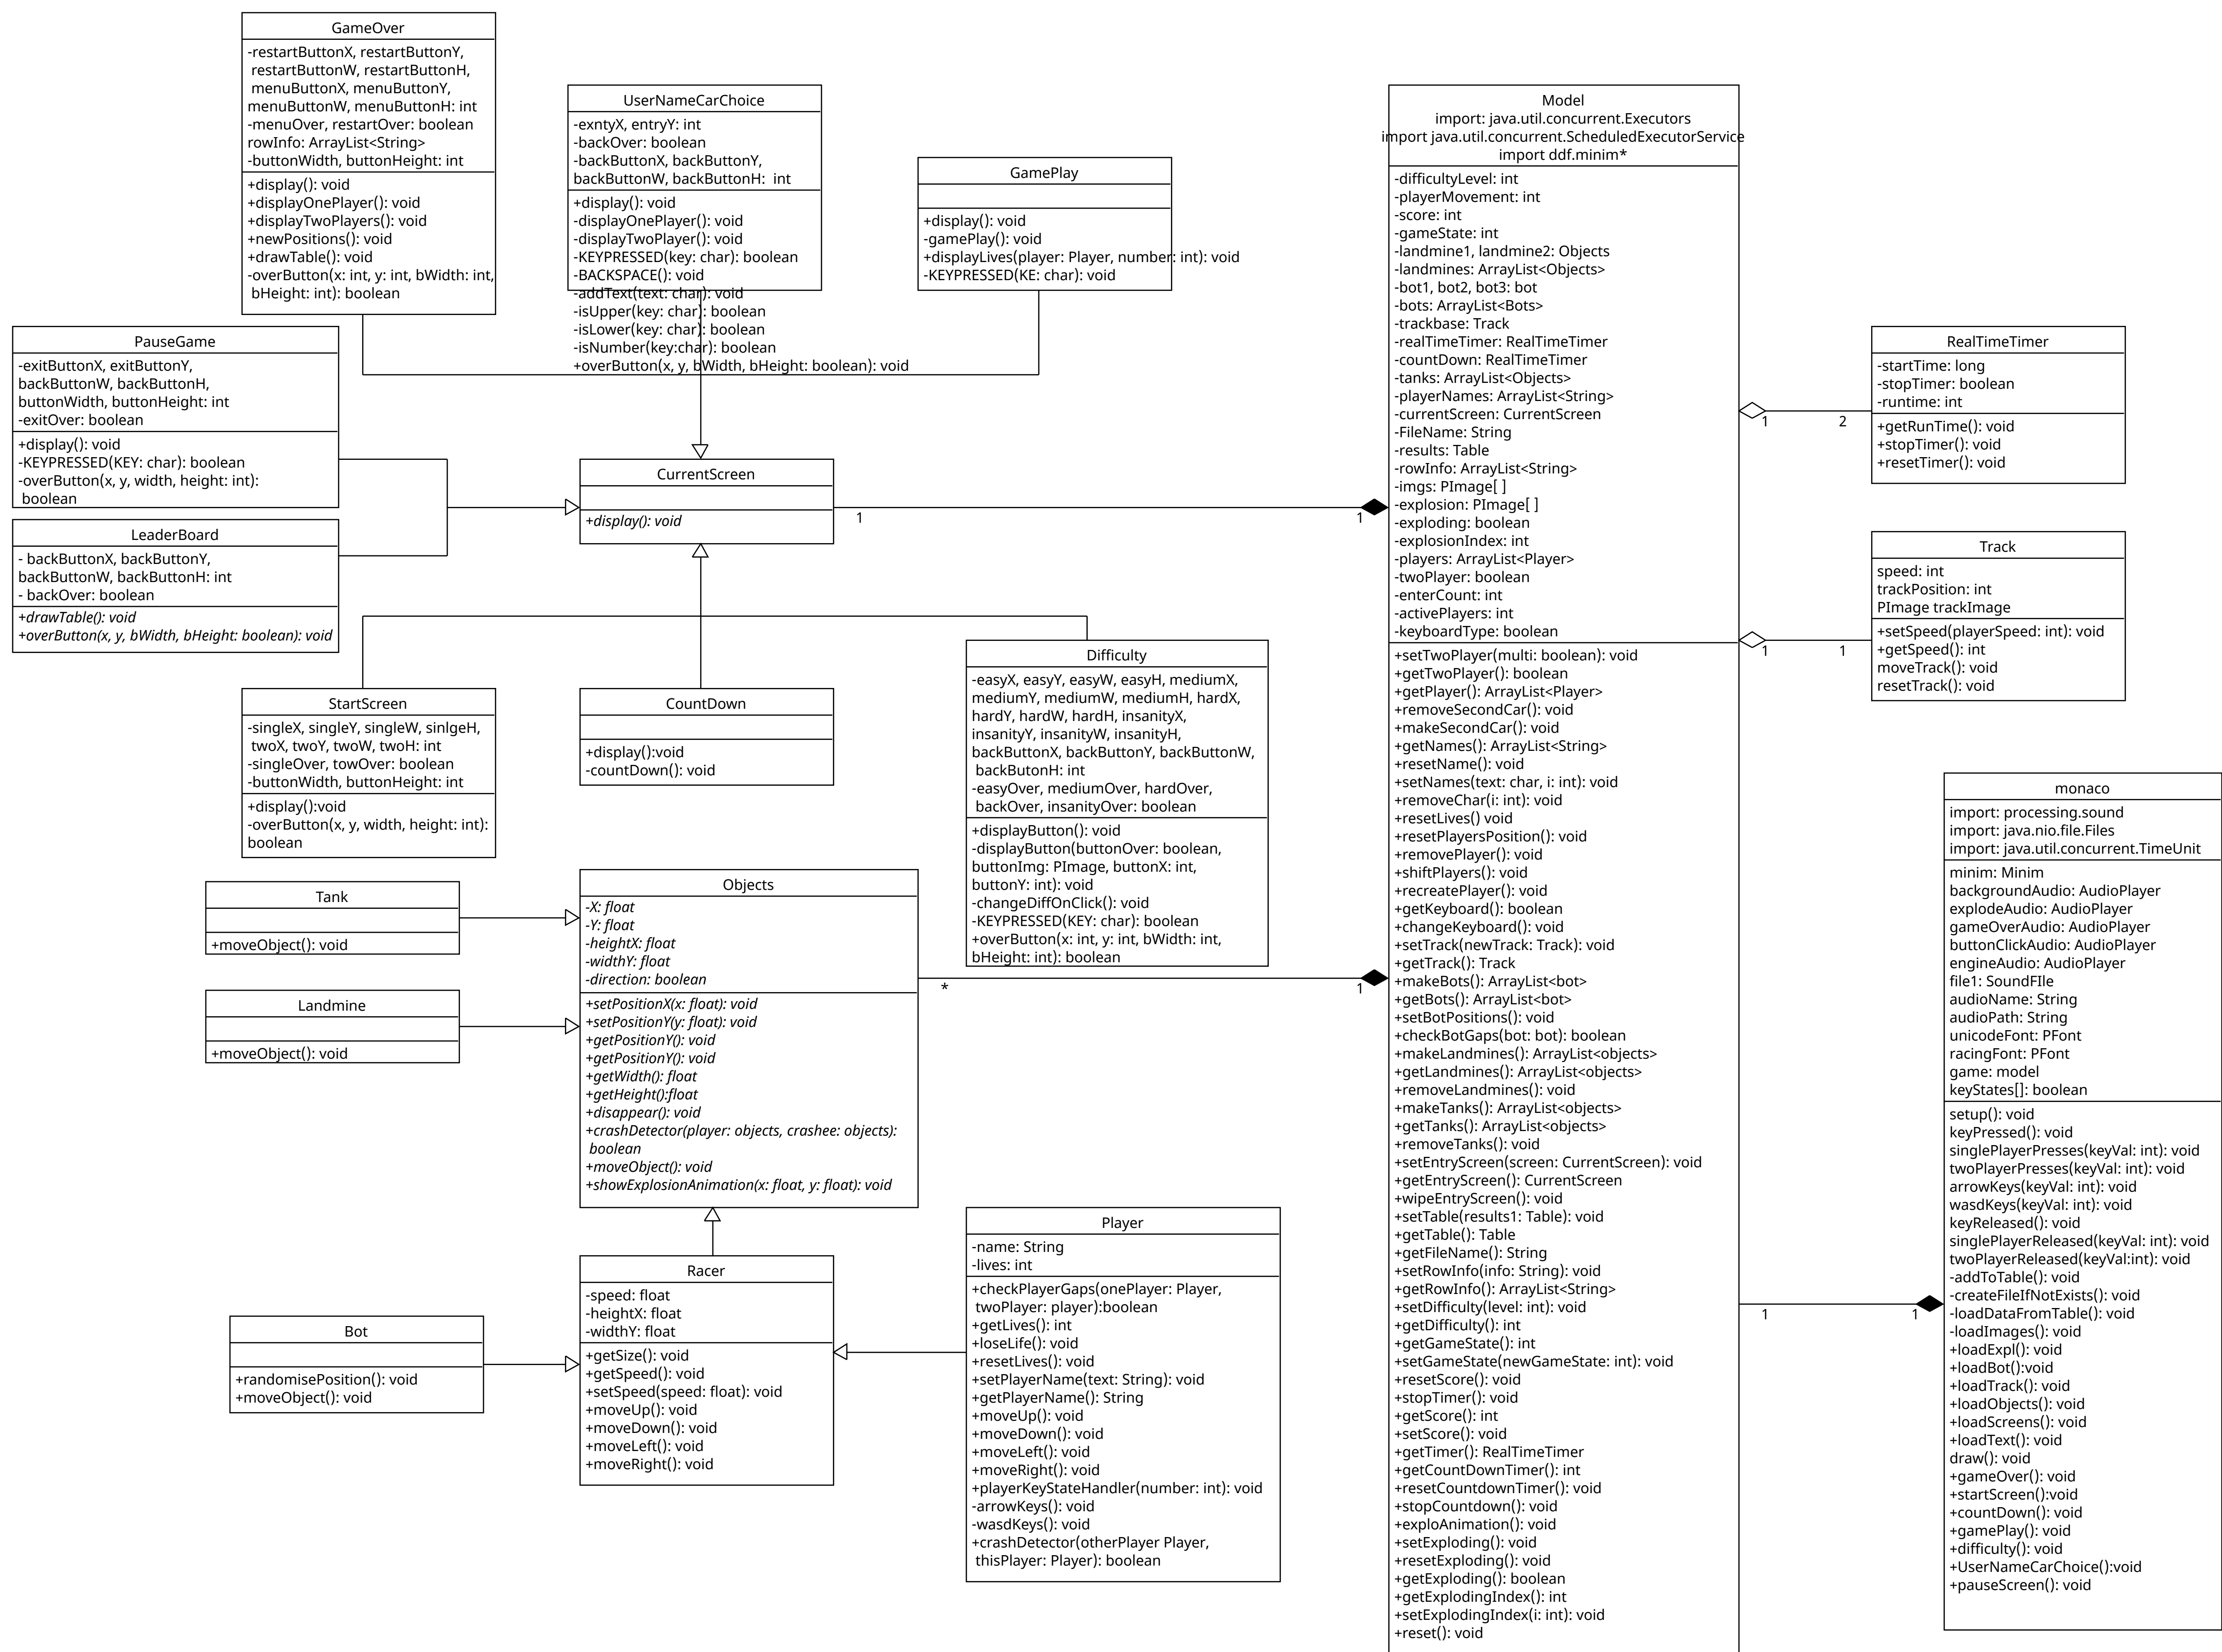 GameOver
-restartButtonX, restartButtonY,
restartButtonW, restartButtonH,
menuButtonX, menuButtonY,
menuButtonW, menuButtonH: int
-menuOver, restartOver: boolean
rowInfo: ArrayList<String>
-buttonWidth, buttonHeight: int
+display(): void
+displayOnePlayer(): void
+displayTwoPlayers(): void
+newPositions(): void
+drawTable(): void
-overButton(x: int, y: int, bWidth: int,
bHeight: int): boolean
UserNameCarChoice
-exntyX, entryY: int
-backOver: boolean
-backButtonX, backButtonY,
backButtonW, backButtonH:  int
+display(): void
-displayOnePlayer(): void
-displayTwoPlayer(): void
-KEYPRESSED(key: char): boolean
-BACKSPACE(): void
-addText(text: char): void
-isUpper(key: char): boolean
-isLower(key: char): boolean
-isNumber(key:char): boolean
+overButton(x, y, bWidth, bHeight: boolean): void
GamePlay
+display(): void
-gamePlay(): void
+displayLives(player: Player, number: int): void
-KEYPRESSED(KE: char): void
PauseGame
-exitButtonX, exitButtonY,
backButtonW, backButtonH,
buttonWidth, buttonHeight: int
-exitOver: boolean
+display(): void
-KEYPRESSED(KEY: char): boolean
-overButton(x, y, width, height: int):
boolean
LeaderBoard
- backButtonX, backButtonY,
backButtonW, backButtonH: int
- backOver: boolean
+drawTable(): void
+overButton(x, y, bWidth, bHeight: boolean): void
CurrentScreen
+display(): void
1
1
StartScreen
-singleX, singleY, singleW, sinlgeH,
twoX, twoY, twoW, twoH: int
-singleOver, towOver: boolean
-buttonWidth, buttonHeight: int
+display():void
-overButton(x, y, width, height: int):
boolean
CountDown
+display():void
-countDown(): void
Difficulty
-easyX, easyY, easyW, easyH, mediumX,
mediumY, mediumW, mediumH, hardX,
hardY, hardW, hardH, insanityX,
insanityY, insanityW, insanityH,
backButtonX, backButtonY, backButtonW,
backButonH: int
-easyOver, mediumOver, hardOver,
backOver, insanityOver: boolean
+displayButton(): void
-displayButton(buttonOver: boolean,
buttonImg: PImage, buttonX: int,
buttonY: int): void
-changeDiffOnClick(): void
-KEYPRESSED(KEY: char): boolean
+overButton(x: int, y: int, bWidth: int,
bHeight: int): boolean
Tank
+moveObject(): void
Landmine
+moveObject(): void
Objects
-X: float
-Y: float
-heightX: float
-widthY: float
-direction: boolean
+setPositionX(x: float): void
+setPositionY(y: float): void
+getPositionY(): void
+getPositionY(): void
+getWidth(): float
+getHeight():float
+disappear(): void
+crashDetector(player: objects, crashee: objects):
boolean
+moveObject(): void
+showExplosionAnimation(x: float, y: float): void
*
1
Racer
-speed: float
-heightX: float
-widthY: float
+getSize(): void
+getSpeed(): void
+setSpeed(speed: float): void
+moveUp(): void
+moveDown(): void
+moveLeft(): void
+moveRight(): void
Bot
+randomisePosition(): void
+moveObject(): void
Player
-name: String
-lives: int
+checkPlayerGaps(onePlayer: Player,
twoPlayer: player):boolean
+getLives(): int
+loseLife(): void
+resetLives(): void
+setPlayerName(text: String): void
+getPlayerName(): String
+moveUp(): void
+moveDown(): void
+moveLeft(): void
+moveRight(): void
+playerKeyStateHandler(number: int): void
-arrowKeys(): void
-wasdKeys(): void
+crashDetector(otherPlayer Player,
thisPlayer: Player): boolean
Model
import: java.util.concurrent.Executors
import java.util.concurrent.ScheduledExecutorService
import ddf.minim*
-difficultyLevel: int
-playerMovement: int
-score: int
-gameState: int
-landmine1, landmine2: Objects
-landmines: ArrayList<Objects>
-bot1, bot2, bot3: bot
-bots: ArrayList<Bots>
-trackbase: Track
-realTimeTimer: RealTimeTimer
-countDown: RealTimeTimer
-tanks: ArrayList<Objects>
-playerNames: ArrayList<String>
-currentScreen: CurrentScreen
-FileName: String
-results: Table
-rowInfo: ArrayList<String>
-imgs: PImage[ ]
-explosion: PImage[ ]
-exploding: boolean
-explosionIndex: int
-players: ArrayList<Player>
-twoPlayer: boolean
-enterCount: int
-activePlayers: int
-keyboardType: boolean
+setTwoPlayer(multi: boolean): void
+getTwoPlayer(): boolean
+getPlayer(): ArrayList<Player>
+removeSecondCar(): void
+makeSecondCar(): void
+getNames(): ArrayList<String>
+resetName(): void
+setNames(text: char, i: int): void
+removeChar(i: int): void
+resetLives() void
+resetPlayersPosition(): void
+removePlayer(): void
+shiftPlayers(): void
+recreatePlayer(): void
+getKeyboard(): boolean
+changeKeyboard(): void
+setTrack(newTrack: Track): void
+getTrack(): Track
+makeBots(): ArrayList<bot>
+getBots(): ArrayList<bot>
+setBotPositions(): void
+checkBotGaps(bot: bot): boolean
+makeLandmines(): ArrayList<objects>
+getLandmines(): ArrayList<objects>
+removeLandmines(): void
+makeTanks(): ArrayList<objects>
+getTanks(): ArrayList<objects>
+removeTanks(): void
+setEntryScreen(screen: CurrentScreen): void
+getEntryScreen(): CurrentScreen
+wipeEntryScreen(): void
+setTable(results1: Table): void
+getTable(): Table
+getFileName(): String
+setRowInfo(info: String): void
+getRowInfo(): ArrayList<String>
+setDifficulty(level: int): void
+getDifficulty(): int
+getGameState(): int
+setGameState(newGameState: int): void
+resetScore(): void
+stopTimer(): void
+getScore(): int
+setScore(): void
+getTimer(): RealTimeTimer
+getCountDownTimer(): int
+resetCountdownTimer(): void
+stopCountdown(): void
+exploAnimation(): void
+setExploding(): void
+resetExploding(): void
+getExploding(): boolean
+getExplodingIndex(): int
+setExplodingIndex(i: int): void
+reset(): void
1
2
RealTimeTimer
-startTime: long
-stopTimer: boolean
-runtime: int
+getRunTime(): void
+stopTimer(): void
+resetTimer(): void
1
1
Track
speed: int
trackPosition: int
PImage trackImage
+setSpeed(playerSpeed: int): void
+getSpeed(): int
moveTrack(): void
resetTrack(): void
1
1
monaco
import: processing.sound
import: java.nio.file.Files
import: java.util.concurrent.TimeUnit
minim: Minim
backgroundAudio: AudioPlayer
explodeAudio: AudioPlayer
gameOverAudio: AudioPlayer
buttonClickAudio: AudioPlayer
engineAudio: AudioPlayer
file1: SoundFIle
audioName: String
audioPath: String
unicodeFont: PFont
racingFont: PFont
game: model
keyStates[]: boolean
setup(): void
keyPressed(): void
singlePlayerPresses(keyVal: int): void
twoPlayerPresses(keyVal: int): void
arrowKeys(keyVal: int): void
wasdKeys(keyVal: int): void
keyReleased(): void
singlePlayerReleased(keyVal: int): void
twoPlayerReleased(keyVal:int): void
-addToTable(): void
-createFileIfNotExists(): void
-loadDataFromTable(): void
-loadImages(): void
+loadExpl(): void
+loadBot():void
+loadTrack(): void
+loadObjects(): void
+loadScreens(): void
+loadText(): void
draw(): void
+gameOver(): void
+startScreen():void
+countDown(): void
+gamePlay(): void
+difficulty(): void
+UserNameCarChoice():void
+pauseScreen(): void